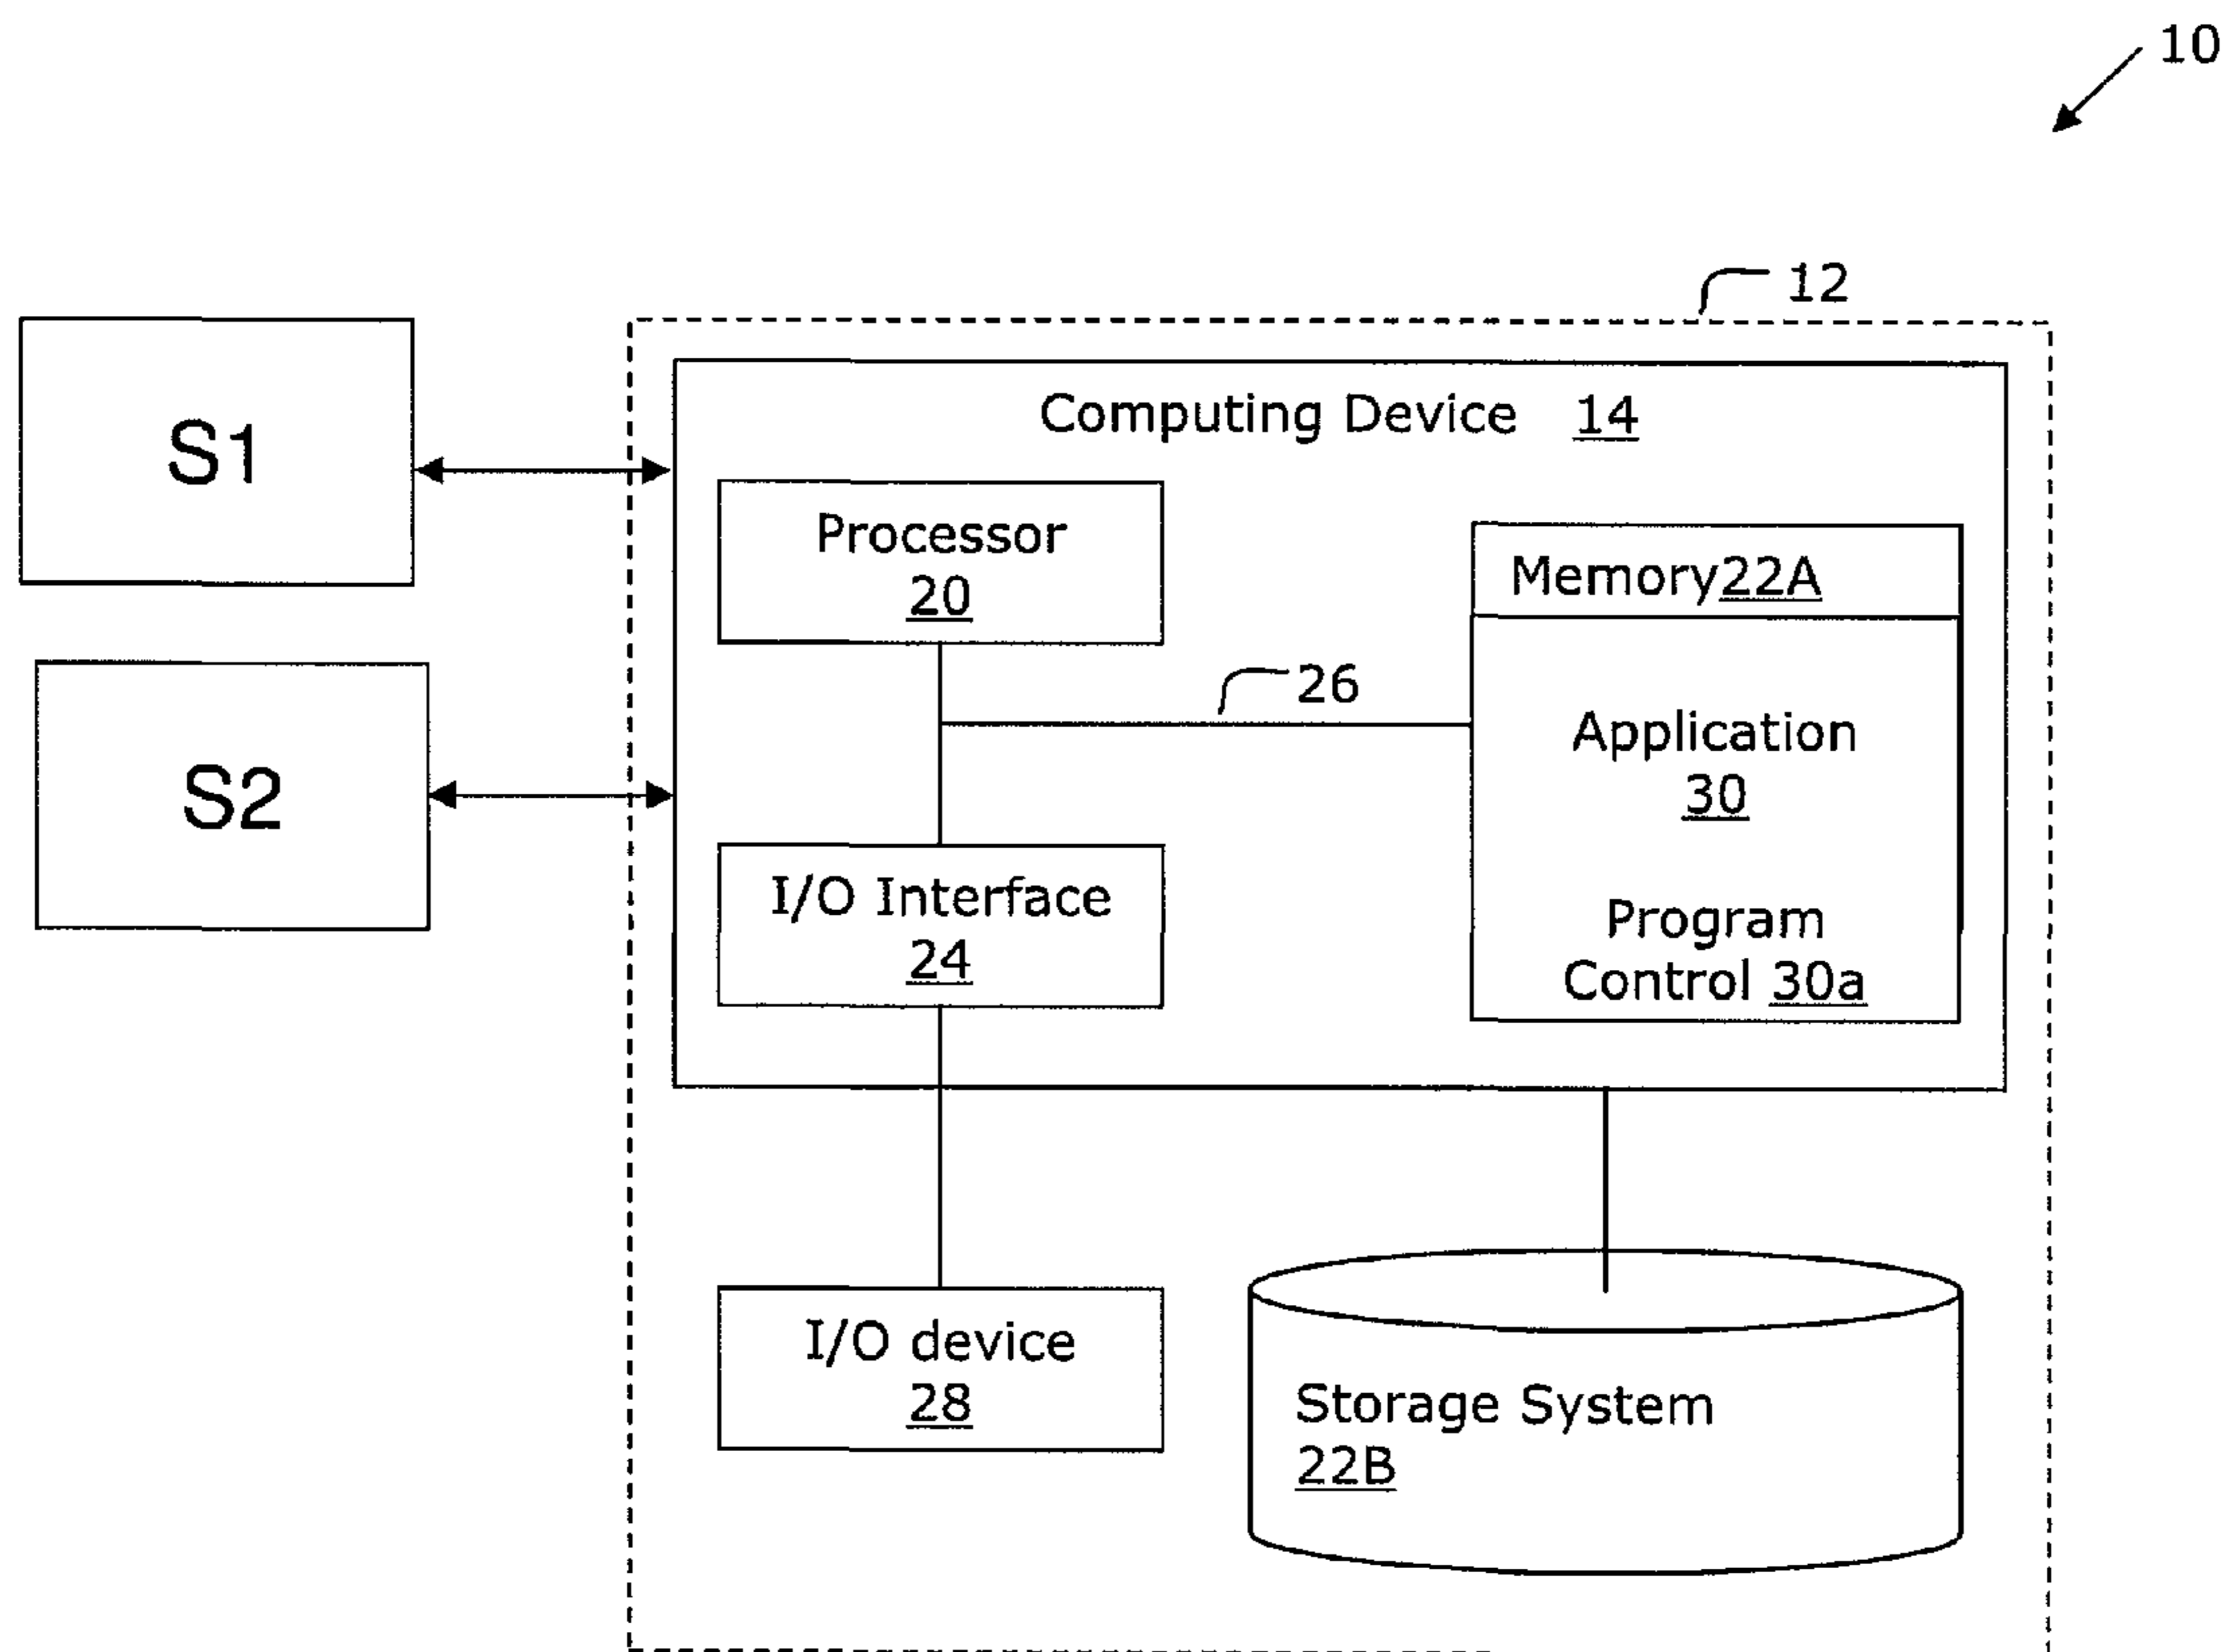 10
12
S1
Computing Device 14
Processor
20
Memory22A
S2
26
Application
30
I/O Interface
24
Program
Control 30a
I/O device
28
Storage System
22B